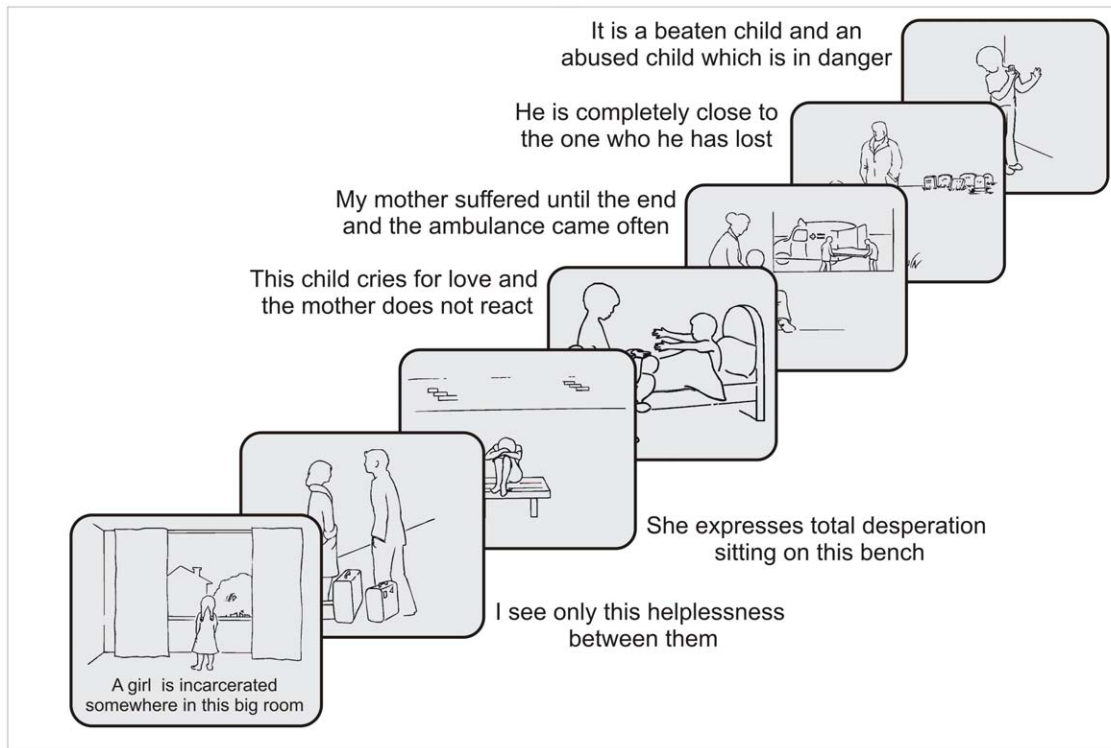 It is a beaten child and an
abused child which is in danger
He is completely close to
the one who he has lost
My mother suffered until the end
and the ambulance came often
This child cries for love and
the mother does not react
She expresses total desperation
sitting on this bench
I see only this helplessness
between them
A girl is incarcerated
somewhere in this big room